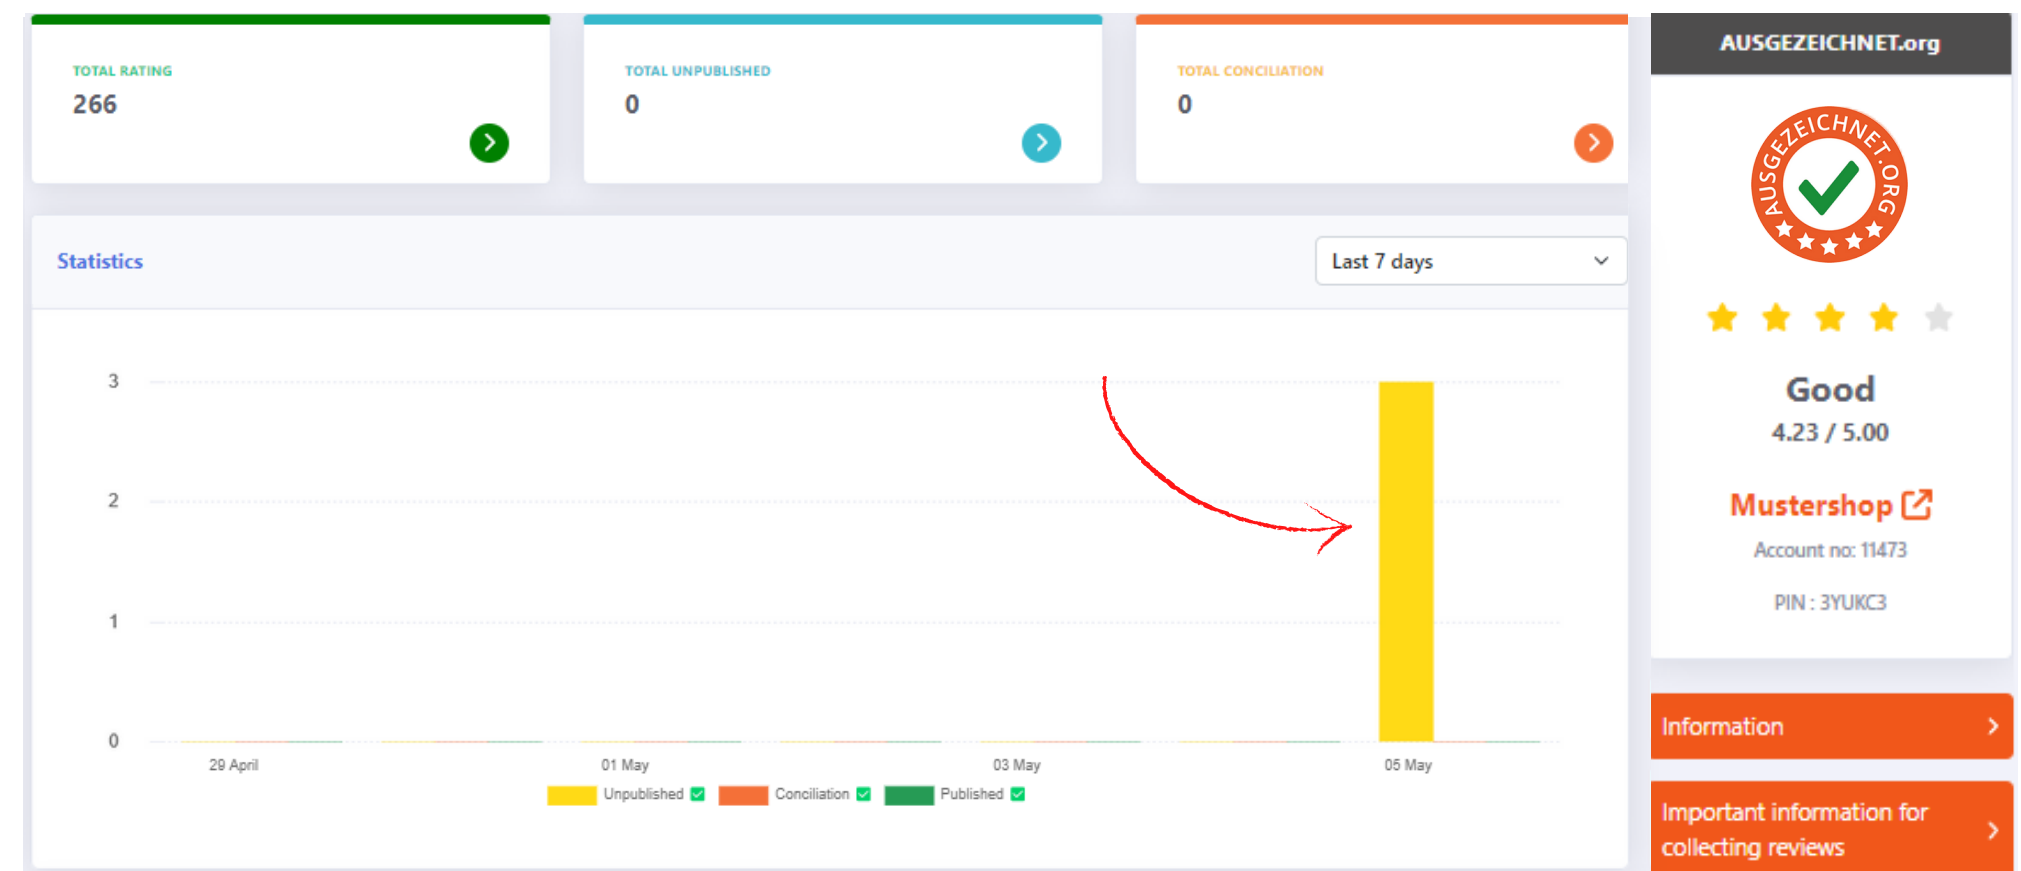 TOTAL RATING
266
TOTAL UNPUBLISHED
0
TOTAL CONCILIATION
0
Statistics
Last 7 days
3
2
1
0
29 April
01 May
03 May
05 May
Unpublished
Conciliation
Published
AUSGEZEICHNET.org
AUSGEZEICHNET.ORG
Good
4.23 / 5.00
Mustershop
Account no: 11473
PIN : 3YUKC3
Information
Important information for
collecting reviews